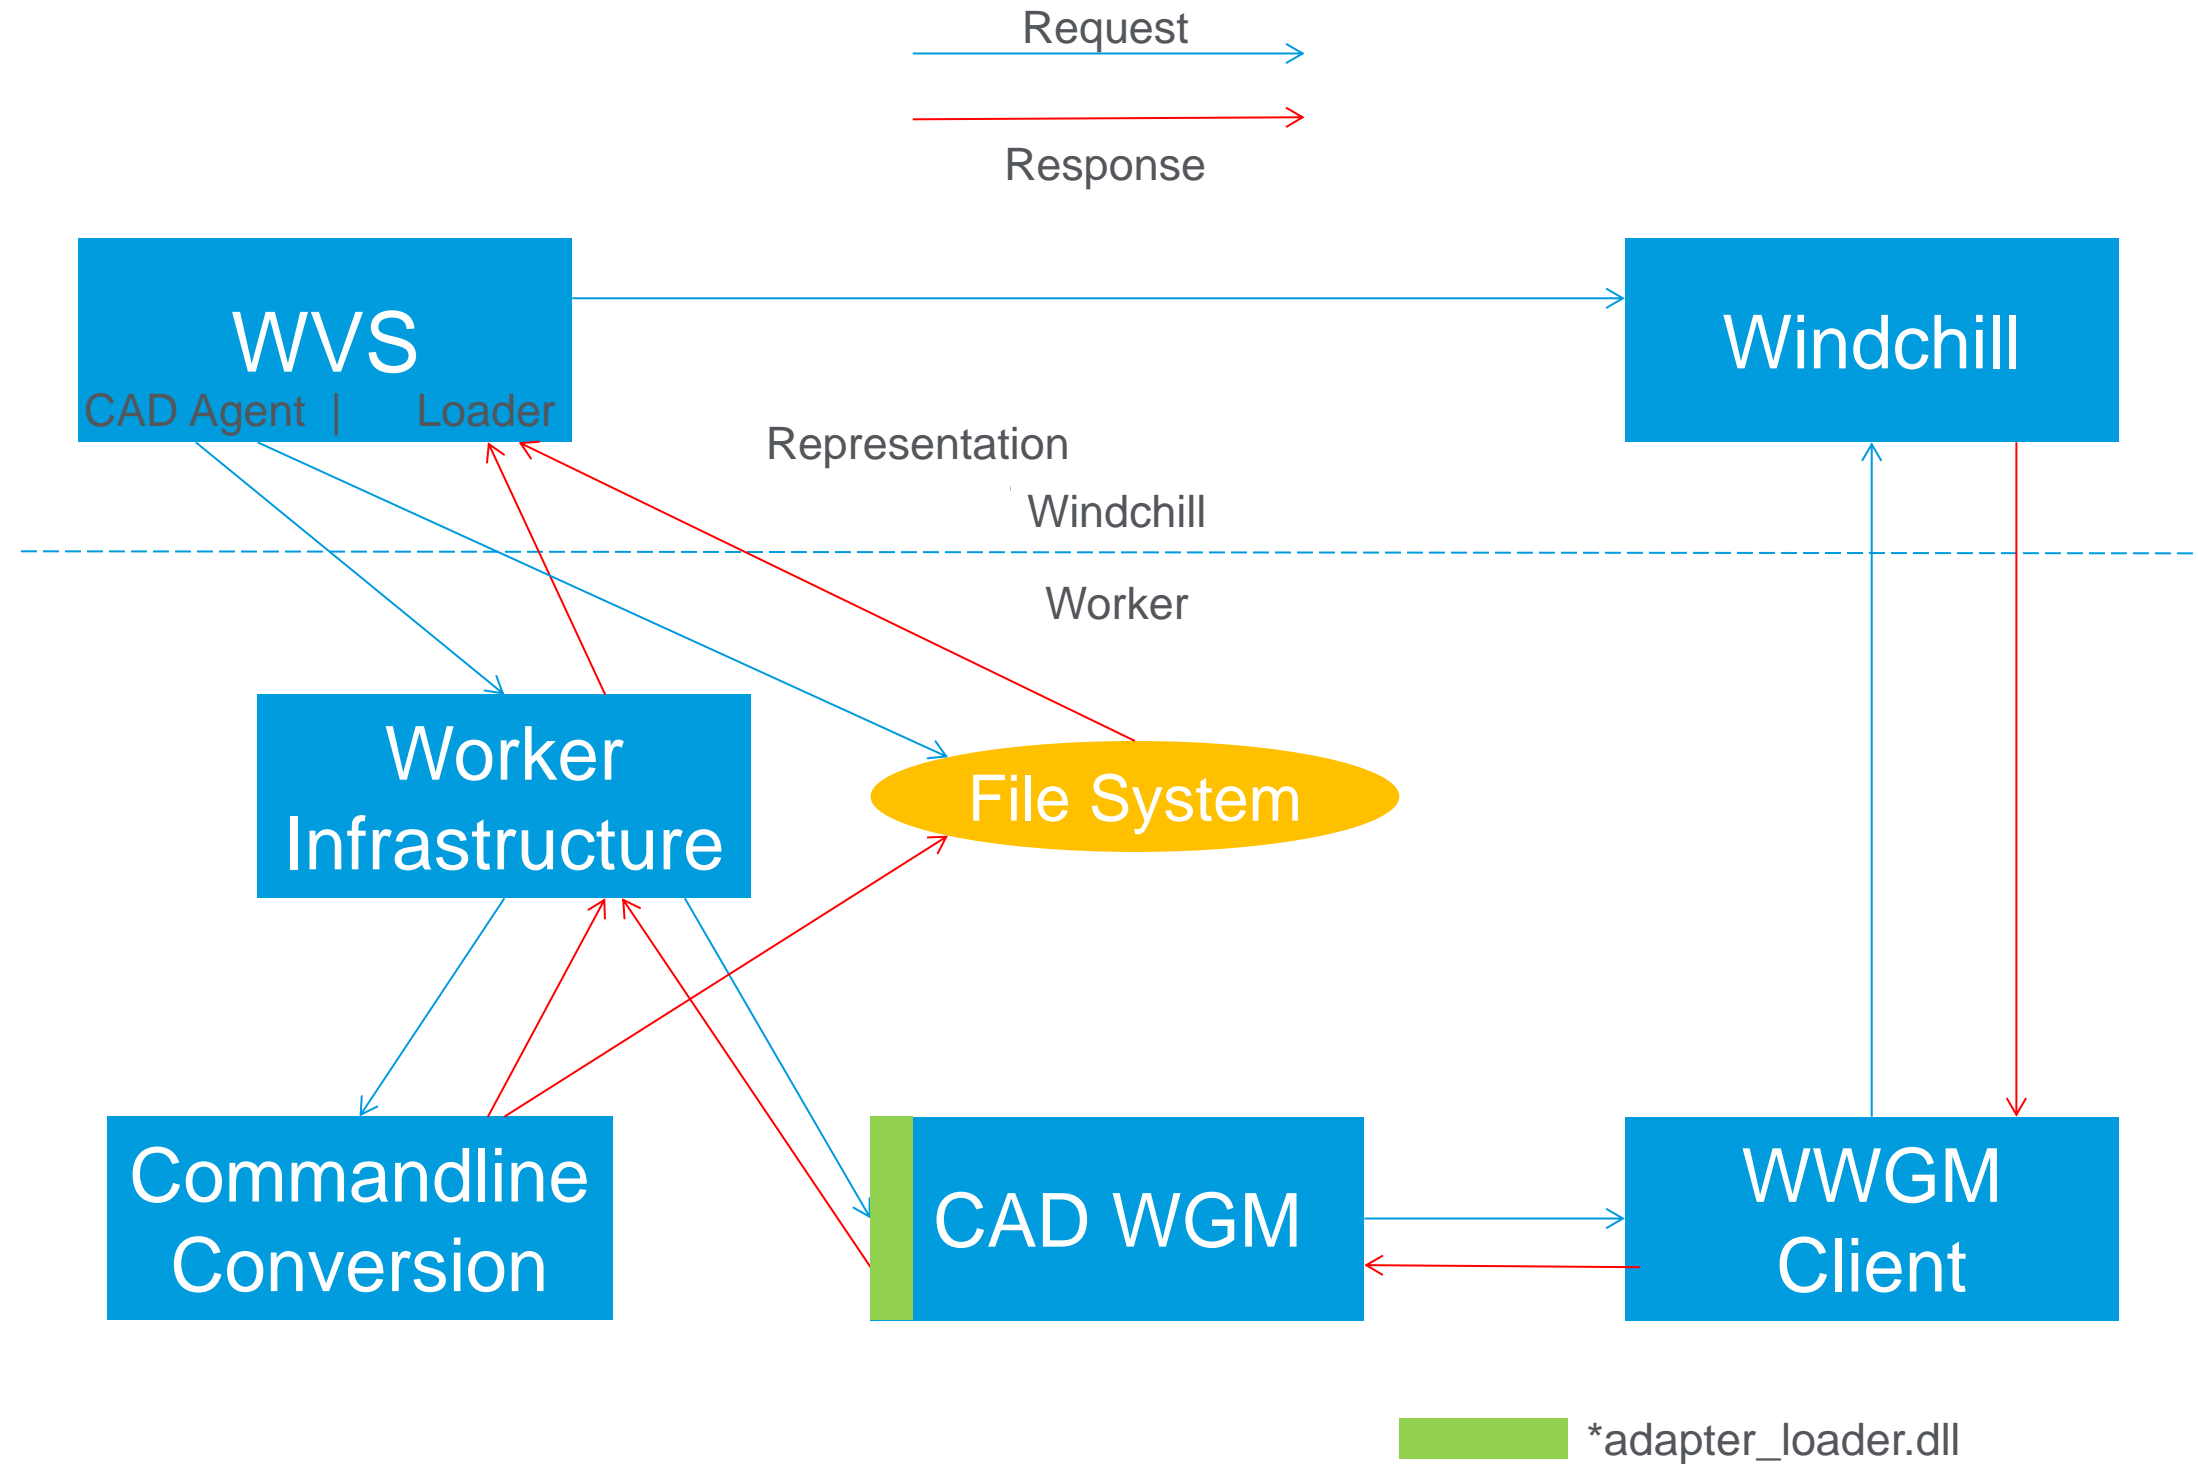 Request
Response
WVS
CAD Agent | Loader
Windchill
Representation
Windchill
Worker
Worker
Infrastructure
File System
Commandline
Conversion
CAD WGM
WWGM
Client
*adapter_loader.dll